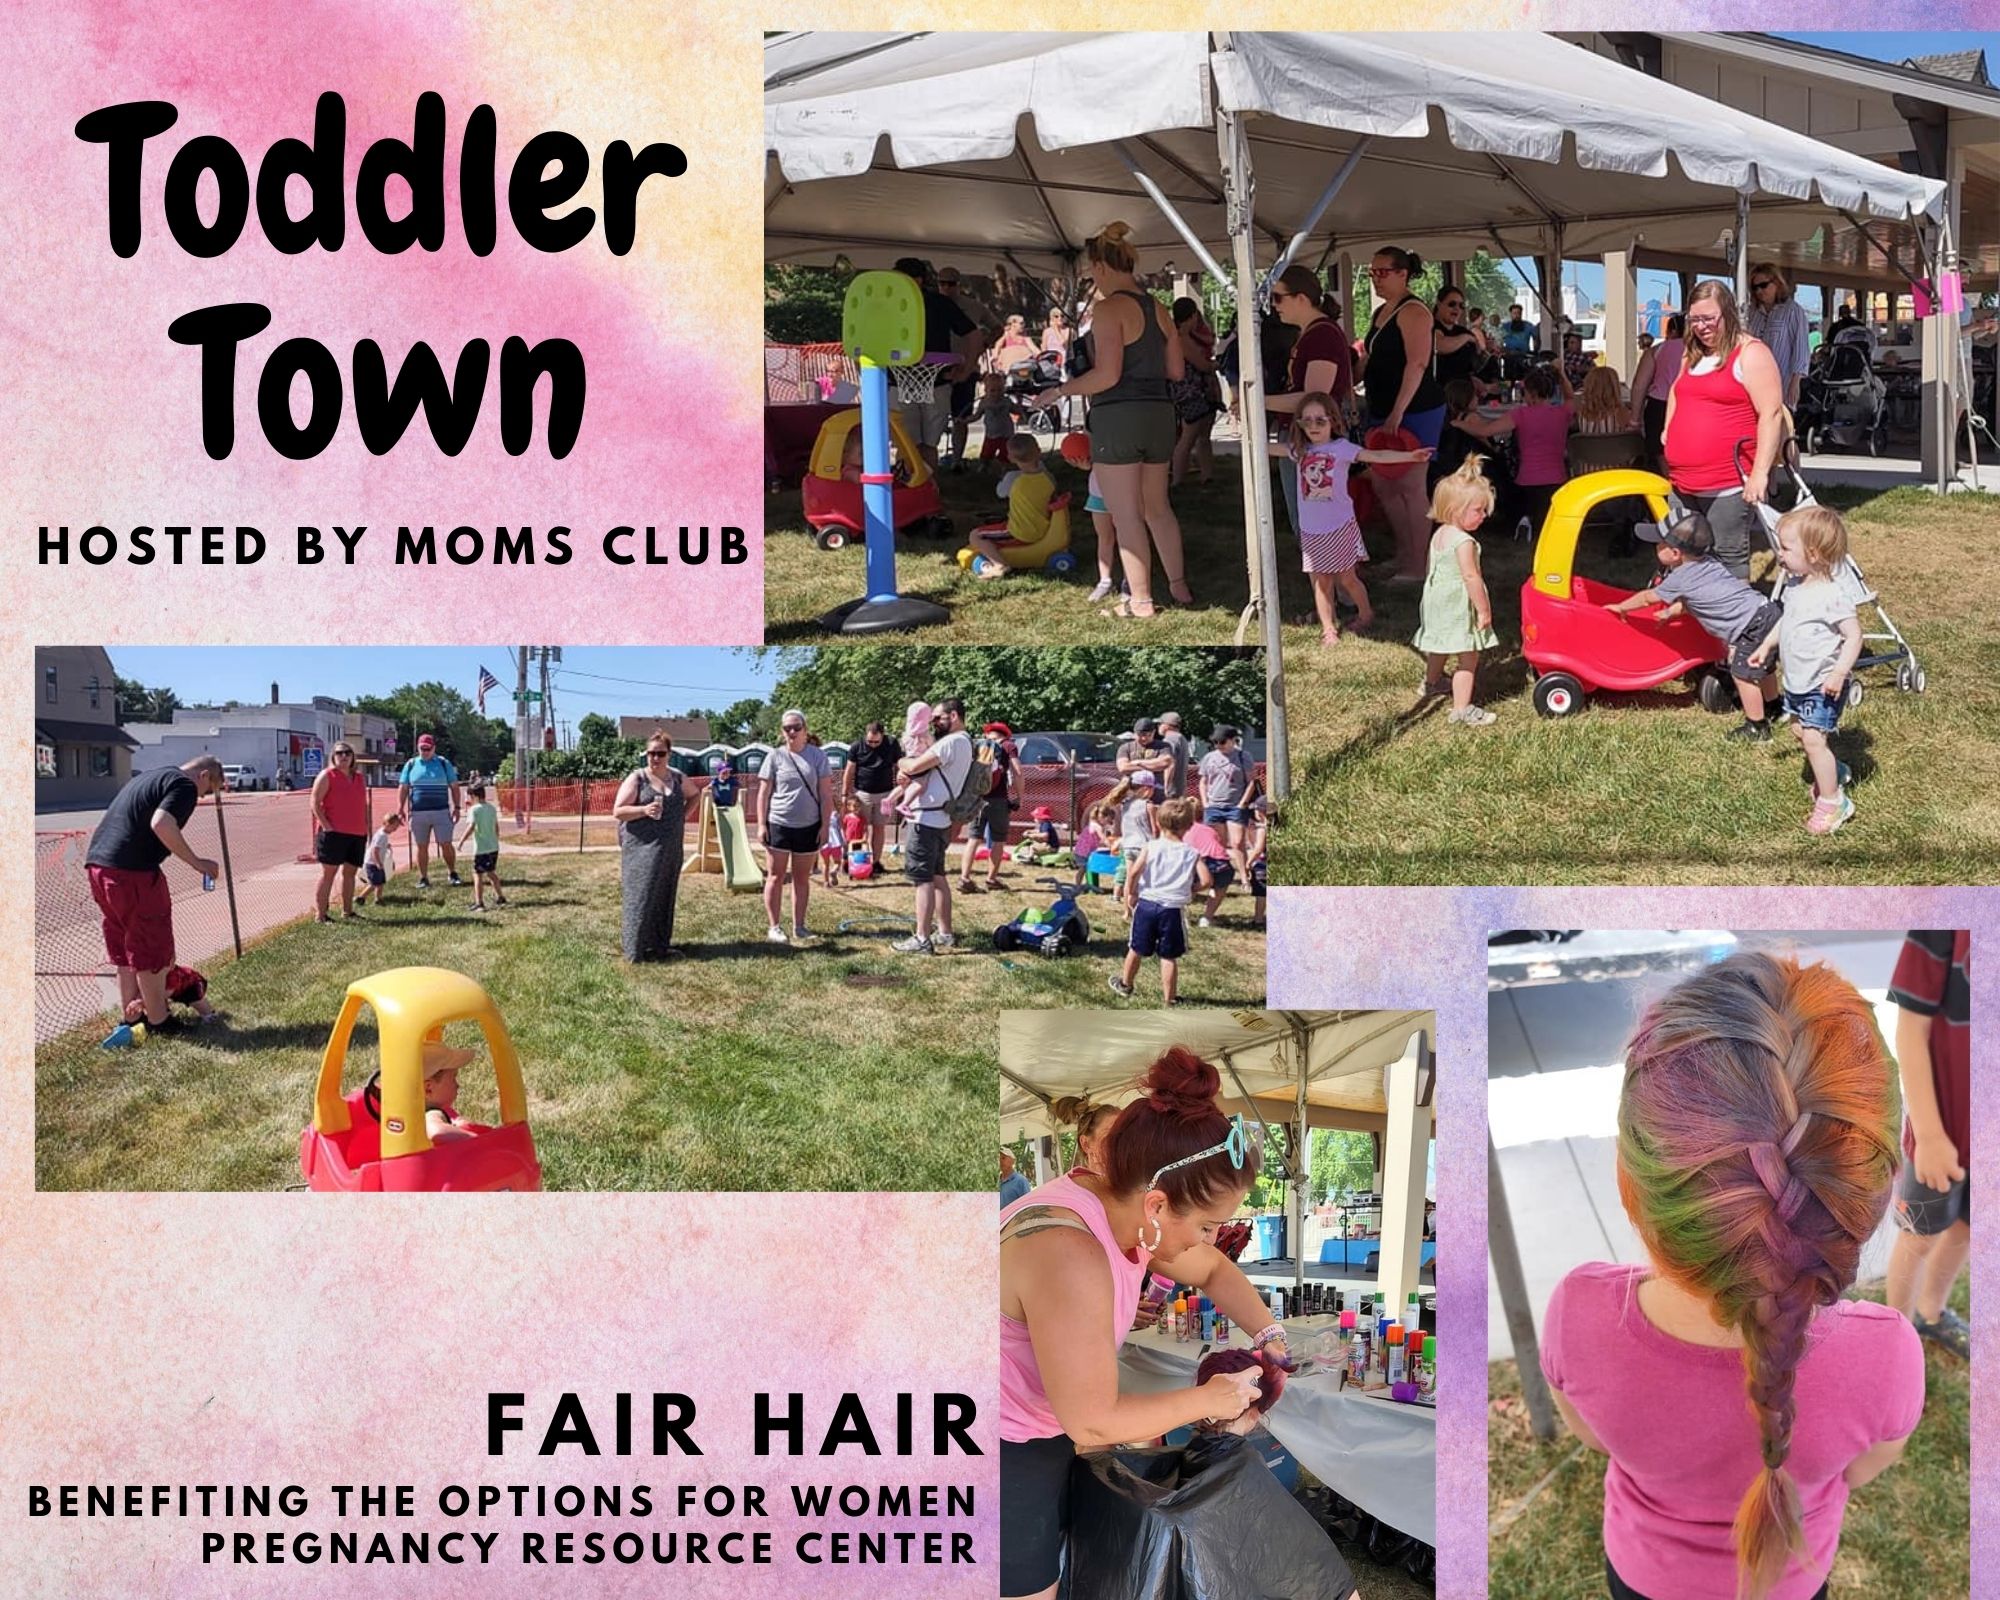 Toddler
Town
HOSTED BY MOMS CLUB
FAIR HAIR
BENEFITING THE OPTIONS FOR WOMEN
PREGNANCY RESOURCE CENTER